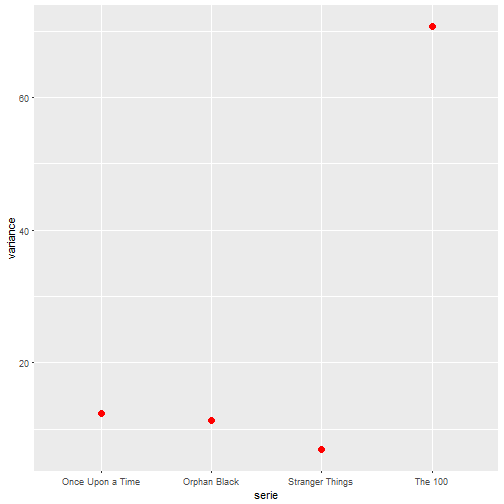 variance
60
40
20
Once Upon a Time
Orphan Black
Stranger Things
The 100
serie